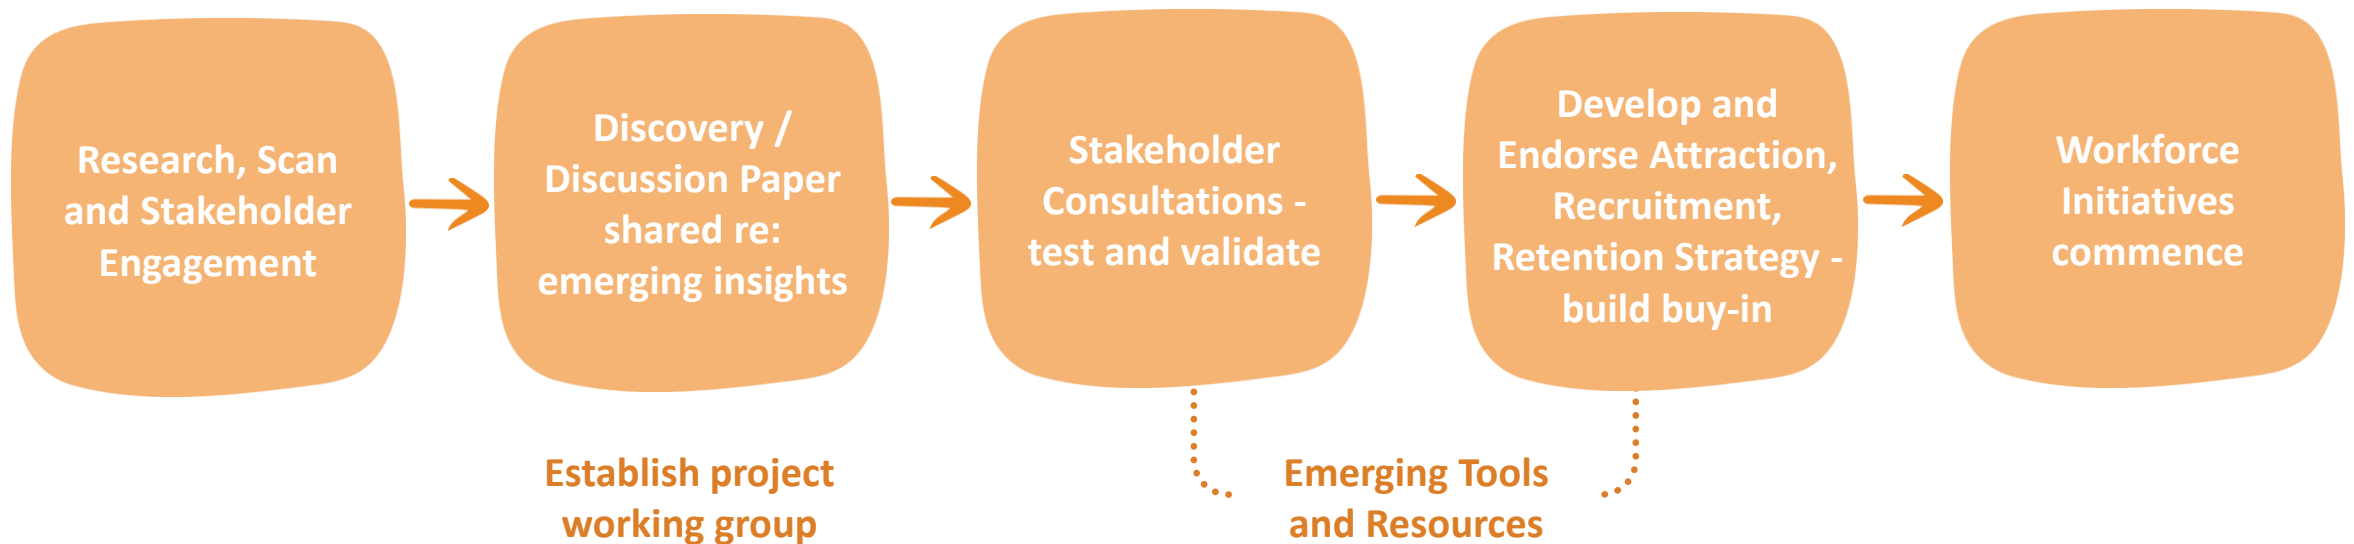 Research, Scan
and Stakeholder
Engagement
Discovery /
Discussion Paper
shared re:
emerging insights
Stakeholder
Consultations -
test and validate
Develop and
Endorse Attraction,
Recruitment,
Retention Strategy -
build buy-in
Workforce
Initiatives
commence
Establish project
working group
Emerging Tools
and Resources